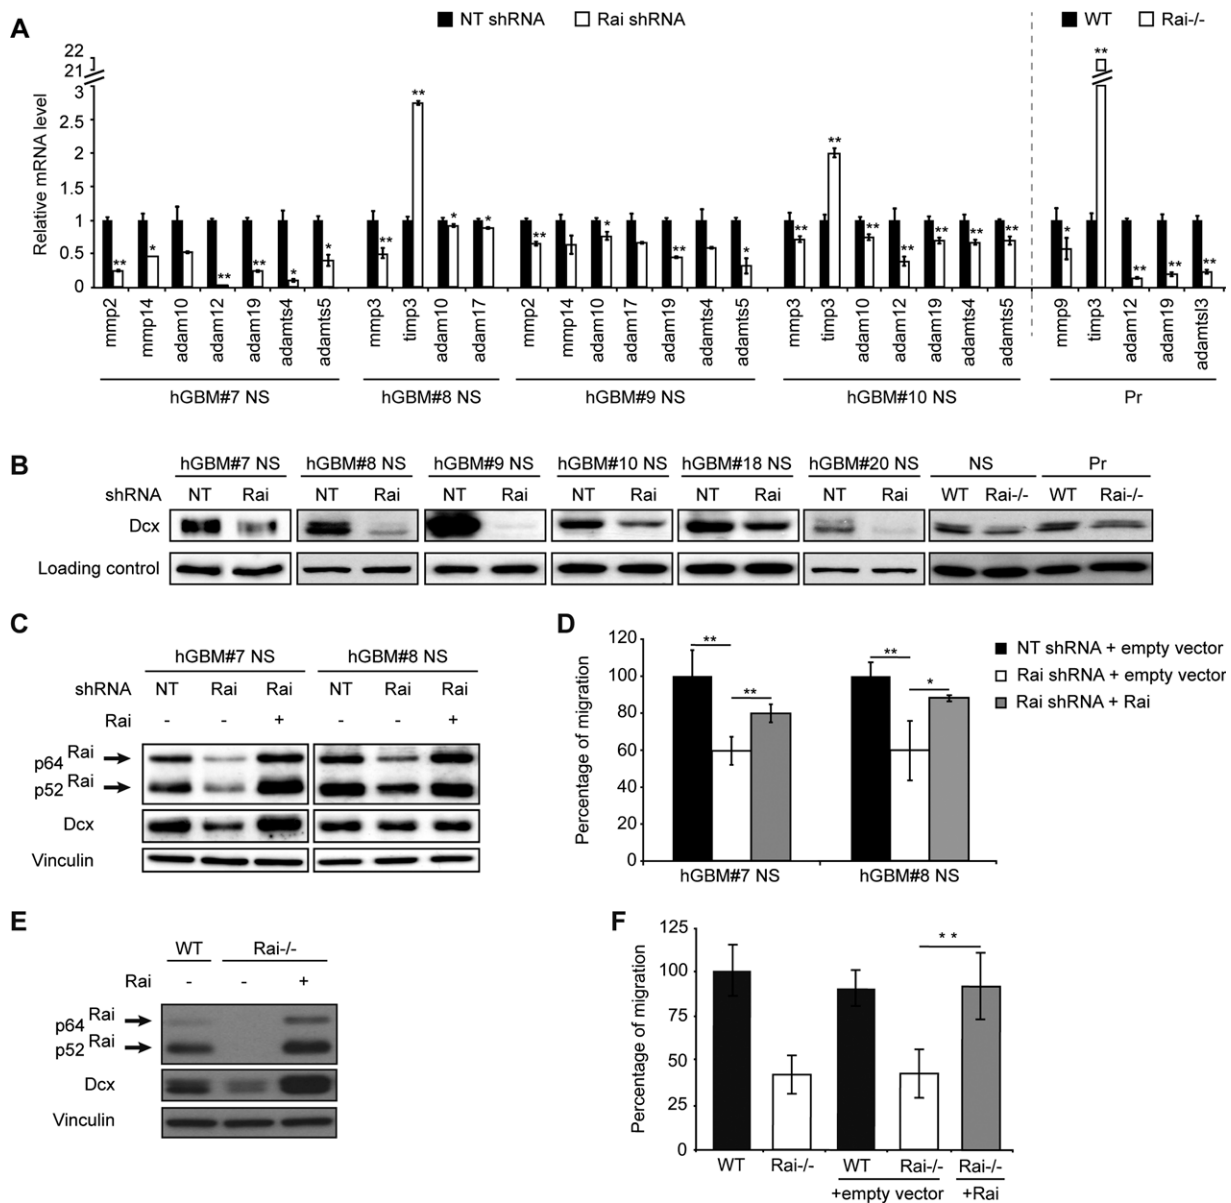 A
NT shRNA Rai shRNA WT Rai-/-
Relative mRNA level
22
21
3
2.5
2
1.5
1
0.5
0
** * ** ** * * ** ** * * ** * ** * ** ** ** ** ** ** ** * ** ** ** **
mmp2 mmp14 adam10 adam12 adam19 adamts4 adamts5 mmp3 timp3 adam10 adam17 mmp2 mmp14 adam10 adam17 adam19 adamts4 adamts5 mmp3 timp3 adam10 adam12 adam19 adamts4 adamts5 mmp9 timp3 adam12 adam19 adamtsl3
hGBM#7 NS hGBM#8 NS hGBM#9 NS hGBM#10 NS Pr
B
hGBM#7 NS hGBM#8 NS hGBM#9 NS hGBM#10 NS hGBM#18 NS hGBM#20 NS NS Pr
shRNA NT Rai NT Rai NT Rai NT Rai NT Rai NT Rai WT Rai-/- WT Rai-/-
Dcx
Loading control
C
hGBM#7 NS hGBM#8 NS
shRNA NT Rai Rai NT Rai Rai
Rai - - + - - +
p64 Rai
p52 Rai
Dcx
Vinculin
D
Percentage of migration
120
100
80
60
40
20
0
** ** ** *
hGBM#7 NS hGBM#8 NS
NT shRNA + empty vector
Rai shRNA + empty vector
Rai shRNA + Rai
E
WT Rai-/-
Rai - - +
p64 Rai
p52 Rai
Dcx
Vinculin
F
Percentage of migration
125
100
75
50
25
0
* *
WT Rai-/- WT Rai-/- Rai-/-
+empty vector +Rai